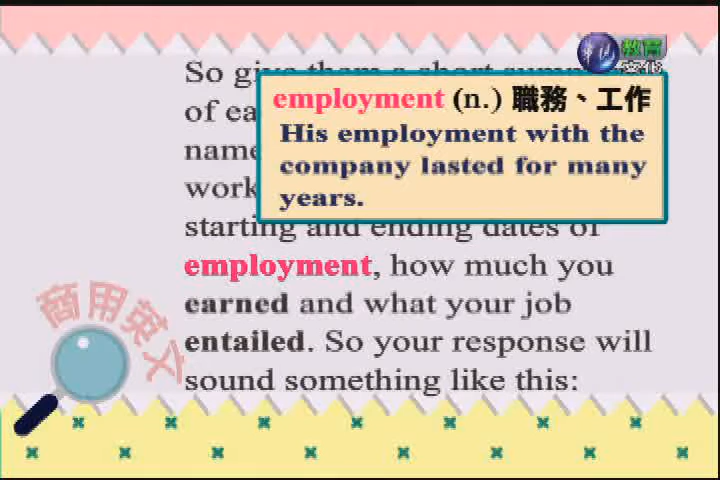 教育
文化
So give them a short summ
of ea
employment (n.) 職務、工作
His employment with the
company lasted for many
years.
name
work
starting and ending dates of
employment, how much you
earned and what your job
entailed. So your response will
sound something like this:
商用英文